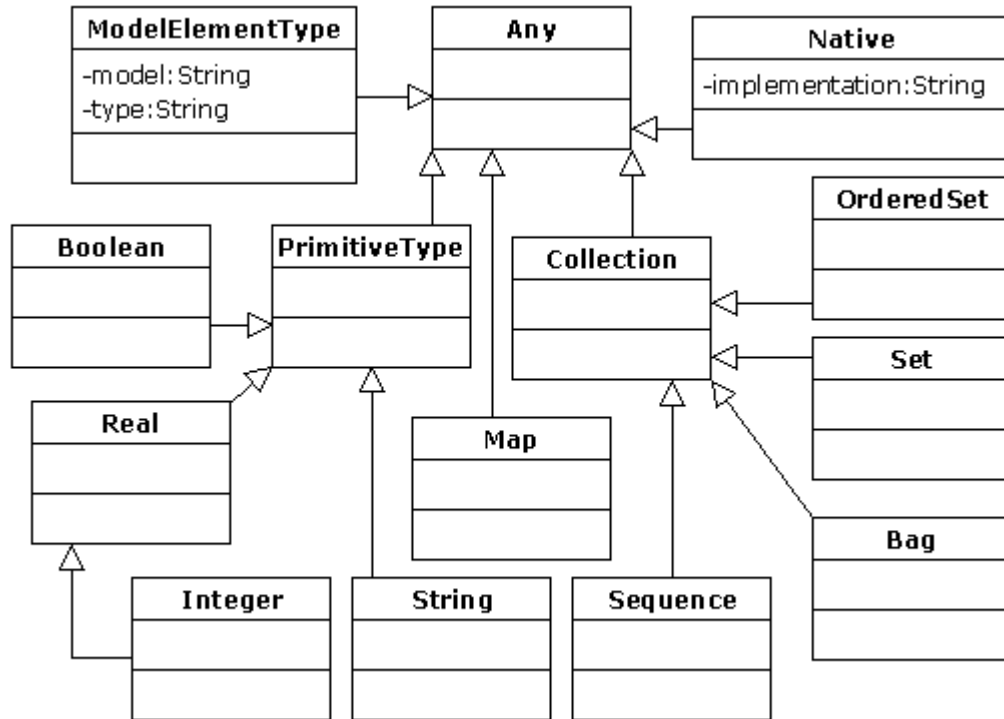 ModelElementType
-model:String
-type:String
Any
Native
-implementation:String
Boolean
PrimitiveType
Collection
OrderedSet
Set
Real
Map
Bag
Integer
String
Sequence